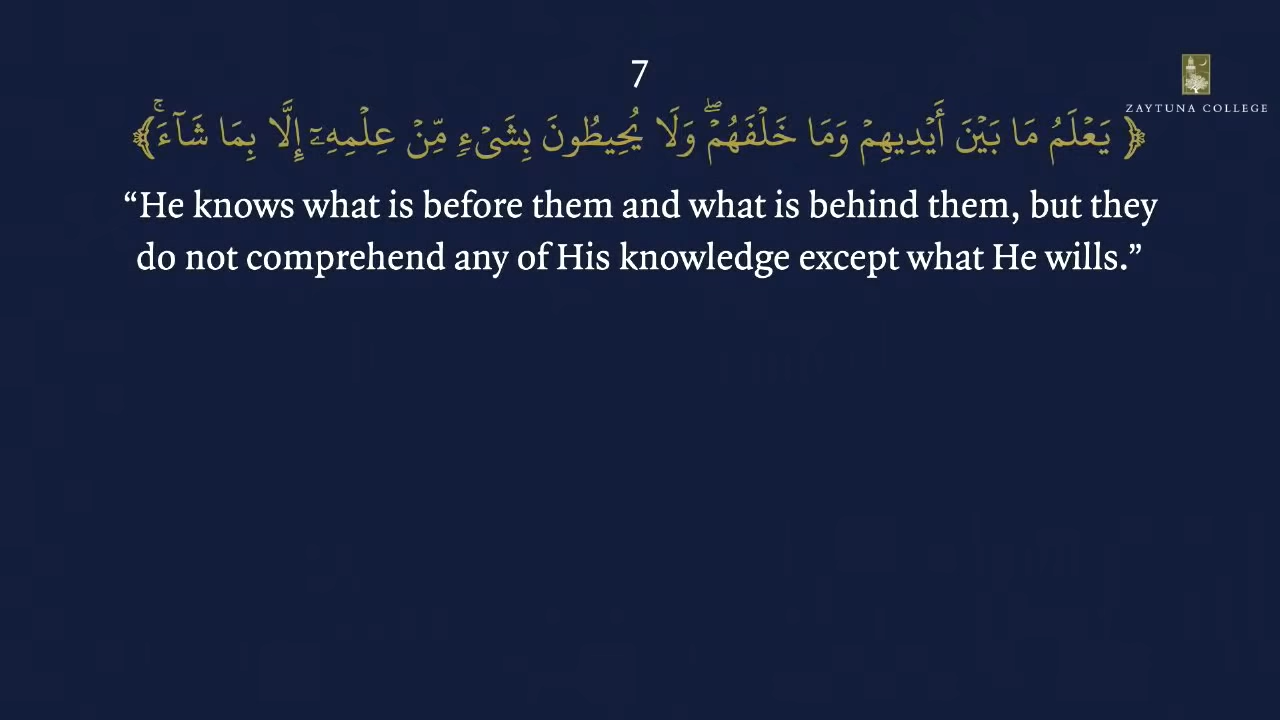 7
ZAYTUNA COLLEGE
﴿ يَعْلَمُ مَا بَيْنَ أَيْدِيهِمْ وَمَا خَلْفَهُمْ ۖ وَلَا يُحِيطُونَ بِشَىْءٍ مِّنْ عِلْمِهِۦٓ إِلَّا بِمَا شَآءَ ۚ ﴾
“He knows what is before them and what is behind them, but they
do not comprehend any of His knowledge except what He wills.”